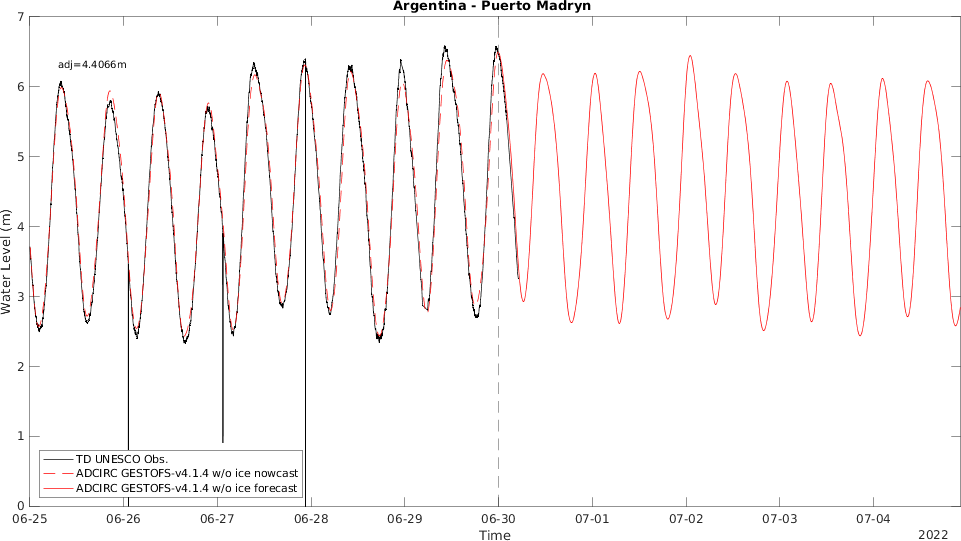 Argentina - Puerto Madryn
7
6
5
4
3
2
1
0
Water Level (m)
adj=4.4066m
TD UNESCO Obs.
ADCIRC GESTOFS-v4.1.4 w/o ice nowcast
ADCIRC GESTOFS-v4.1.4 w/o ice forecast
06-25 06-26 06-27 06-28 06-29 06-30 07-01 07-02 07-03 07-04
Time
2022